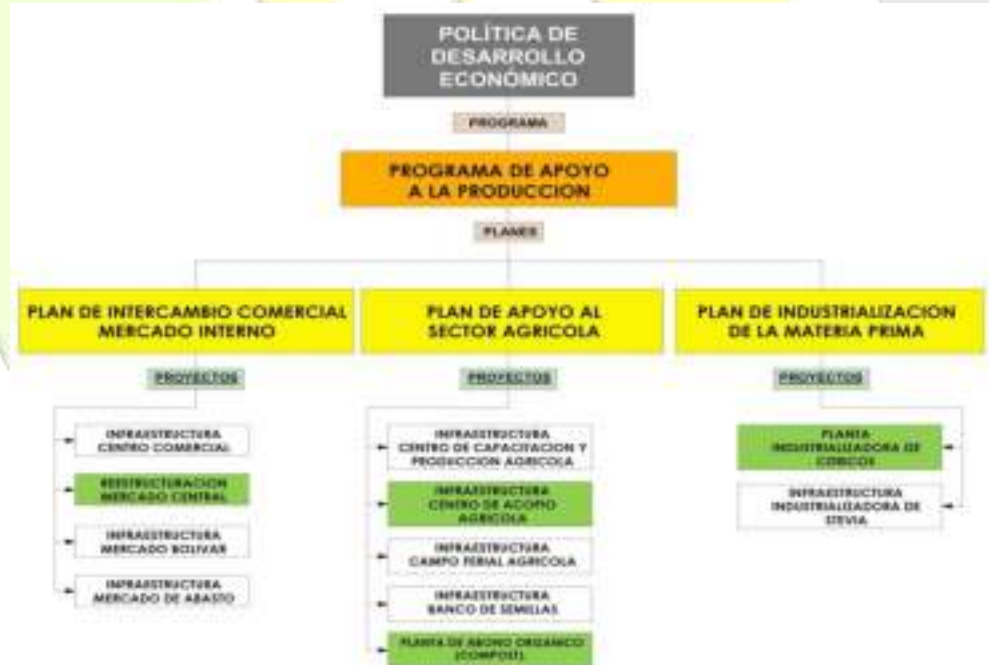 POLÍTICA DE
DESARROLLO
ECONÓMICO
PROGRAMA
PROGRAMA DE APOYO
A LA PRODUCCION
PLANES
PLAN DE INTERCAMBIO COMERCIAL
MERCADO INTERNO
PROYECTOS
INFRAESTRUCTURA
CENTRO COMERCIAL
REESTRUCTURACION
MERCADO CENTRAL
INFRAESTRUCTURA
MERCADO BOLIVAR
INFRAESTRUCTURA
MERCADO DE ABASTO
PLAN DE APOYO AL
SECTOR AGRICOLA
PROYECTOS
INFRAESTRUCTURA
CENTRO DE CAPACITACION Y
PRODUCCION AGRICOLA
INFRAESTRUCTURA
CENTRO DE ACOPIO
AGRICOLA
INFRAESTRUCTURA
CAMPO FERIAL AGRICOLA
INFRAESTRUCTURA
BANCO DE SEMILLAS
PLANTA DE ABONO ORGANICO
(COMPOST)
PLAN DE INDUSTRIALIZACION
DE LA MATERIA PRIMA
PROYECTOS
PLANTA
INDUSTRIALIZADORA DE
INFRAESTRUCTURA
INDUSTRIALIZADORA DE
STEVIA